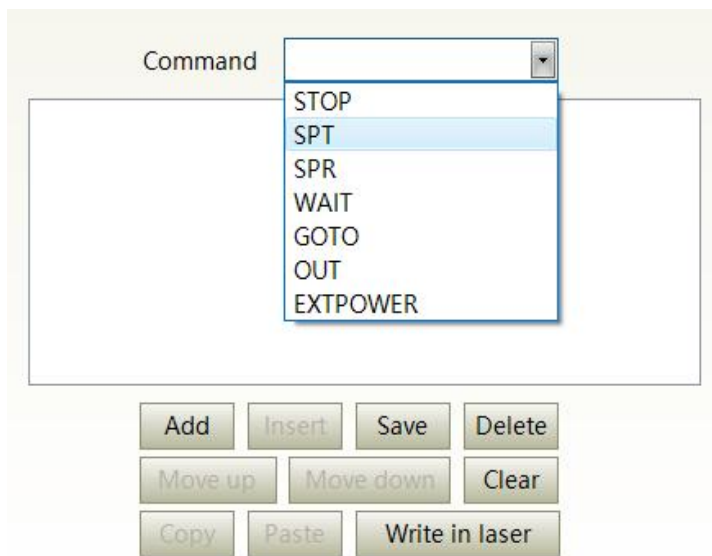 Command
STOP
SPT
SPR
WAIT
GOTO
OUT
EXTPOWER
Add Insert Save Delete
Move up Move down Clear
Copy Paste Write in laser